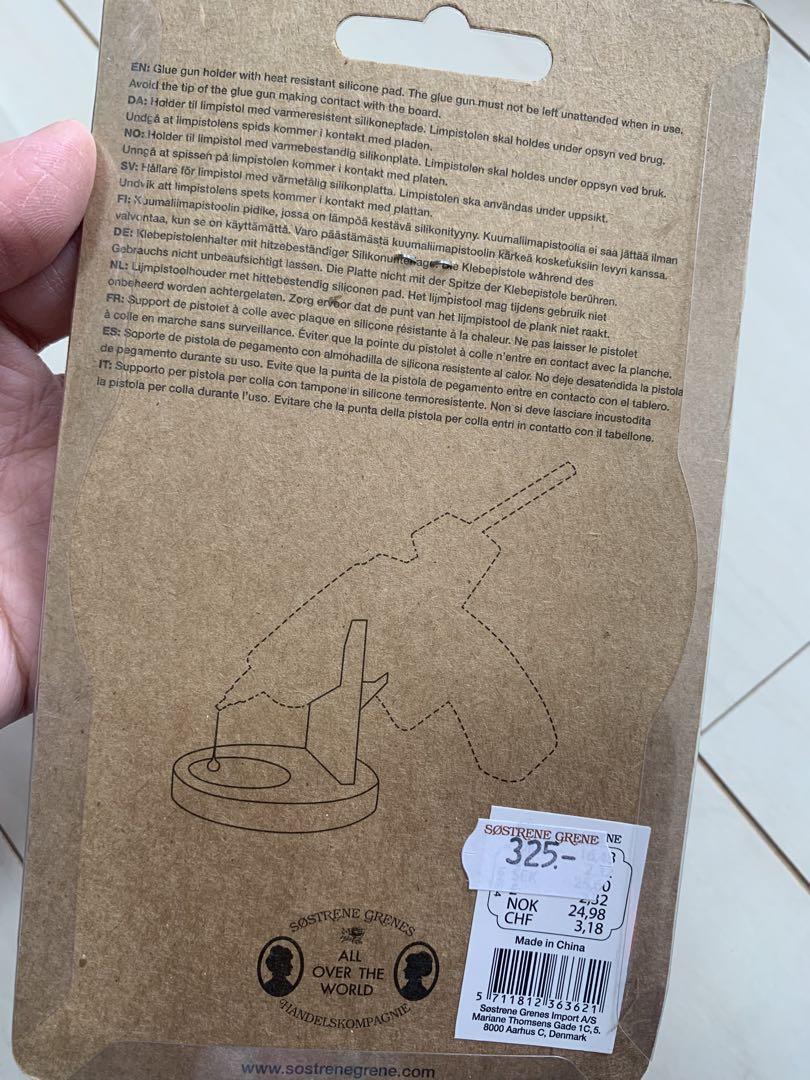 EN: Glue gun holder with heat resistant silicone pad. The glue gun must not be left unattended when in use,
Avoid the tip of the glue gun making contact with the board.
DA: Holder til limpistol med varmeresistent silikoneplade. Limpistolen skal holdes under opsyn ved brug.
Undgå at limpistolens spids kommer i kontakt med pladen.
NO: Holder til limpistol med varmebestandig silikonplate. Limpistolen skal holdes under oppsyn ved bruk.
Unngå at spissen på limpistolen kommer i kontakt med platen.
SV: Hållare för limpistol med värmetålig silikonplatta. Limpistolen ska användas under uppsikt.
Undvik att limpistolens spets kommer i kontakt med plattan.
FI: Kuumaliimapistoolin pidike, jossa on lämpöä kestävä silikonityyny. Kuumaliimapistoolia ei saa jättää ilman
valvontaa, kun se on käyttämättä. Varo päästämästä kuumaliimapistoolin kärkeä kosketuksiin levyn kanssa.
DE: Klebepistolenhalter mit hitzebeständiger Die Klebepistole während des
Gebrauchs nicht unbeaufsichtigt lassen. Die Platte nicht mit der Spitze der Klebepistole berühren.
NL: Lijmpistoolhouder met hittebestendig siliconen pad. Het lijmpistool mag tijdens gebruik niet
onbeheerd worden achtergelaten. Zorg ervoor dat de punt van het lijmpistool de plank niet raakt.
FR: Support de pistolet à colle avec plaque en silicone résistante à la chaleur. Ne pas laisser le pistolet
à colle en marche sans surveillance. Éviter que la pointe du pistolet à colle n'entre en contact avec la planche.
ES: Soporte de pistola de pegamento con almohadilla de silicona resistente al calor. No deje desatendida la pistola
de pegamento durante su uso. Evite que la punta de la pistola de pegamento entre en contacto con el tablero.
IT: Supporto per pistola per colla con tampone in silicone termoresistente. Non si deve lasciare incustodita
la pistola per colla durante l'uso. Evitare che la punta della pistola per colla entri in contatto con il tabellone.
SØSTRENE GRENE NE
325.-
2,32
NOK 24,98
CHF 3,18
Made in China
5 711812 363621
Søstrene Grenes Import A/S
Mariane Thomsens Gade 1C, 5.
8000 Aarhus C, Denmark
SØSTRENE GRENES
ALL
OVER THE
WORLD
HANDELSKOMPAGNIE
www.sostrenegrene.com